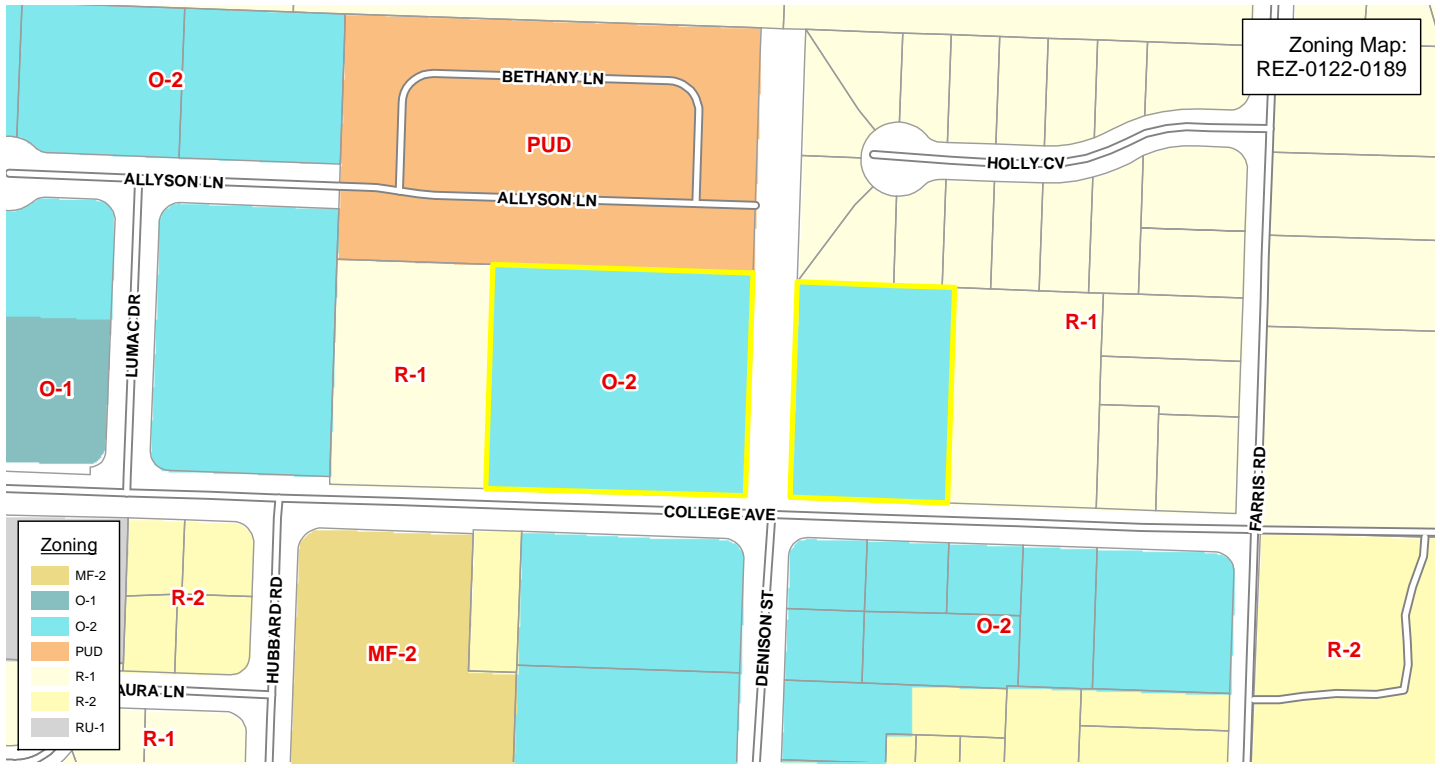 Zoning Map:
REZ-0122-0189
O-2
BETHANY LN
PUD
HOLLY CV
ALLYSON LN
ALLYSON LN
LUMAC DR
R-1
O-1
R-1
O-2
FARRIS RD
COLLEGE AVE
Zoning
MF-2
O-1
O-2
PUD
R-1
R-2
RU-1
R-2
HUBBARD RD
MF-2
DENISON ST
O-2
R-2
AURA LN
R-1